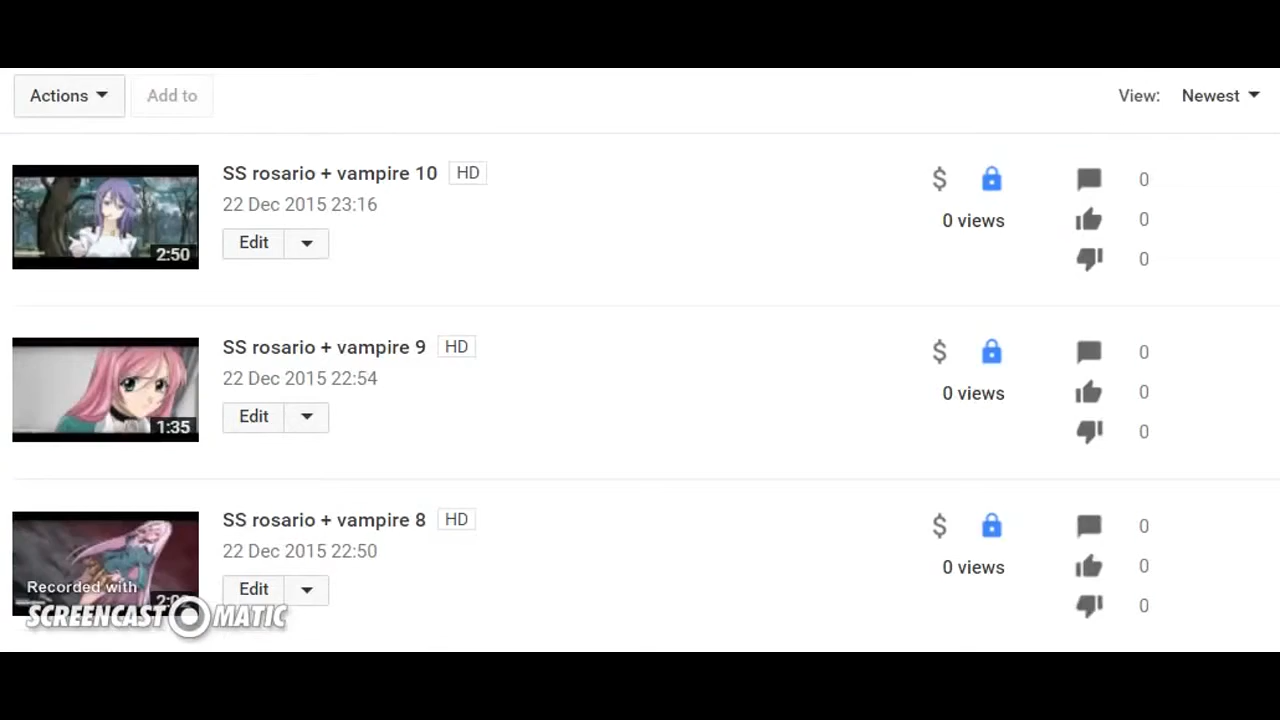 Actions Add to View: Newest
SS rosario + vampire 10 HD
22 Dec 2015 23:16
0
0 views
0
Edit
0
2:50
SS rosario + vampire 9 HD
22 Dec 2015 22:54
0
0 views
0
Edit
0
1:35
SS rosario + vampire 8 HD
22 Dec 2015 22:50
0
0 views
0
Edit
0
Recorded with
SCREENCAST MATIC